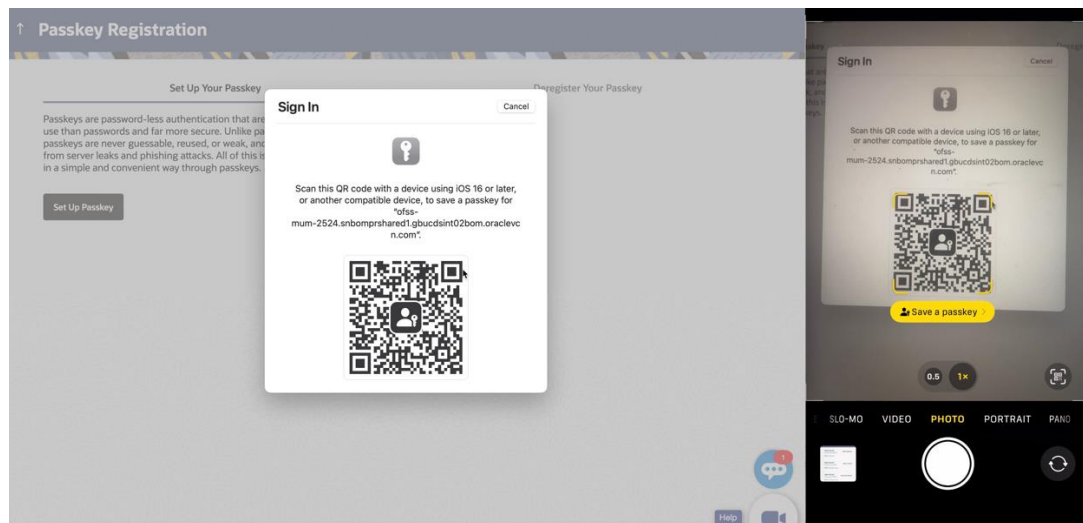 Passkey Registration
Set Up Your Passkey
Deregister Your Passkey
Passkeys are password-less authentication that are
use than passwords and far more secure. Unlike pa
passkeys are never guessable, reused, or weak, and
from server leaks and phishing attacks. All of this is
in a simple and convenient way through passkeys.
Set Up Passkey
Sign In
Cancel
Scan this QR code with a device using iOS 16 or later,
or another compatible device, to save a passkey for
"ofss-
mum-2524.snbomprshared1.gbucdsint02bom.oraclevc
n.com".
1
Help
Sign In
Cancel
Scan this QR code with a device using iOS 16 or later,
or another compatible device, to save a passkey for
"ofss-
mum-2524.snbomprshared1.gbucdsint02bom.oraclevc
n.com".
Save a passkey
0.5 1×
SLO-MO VIDEO PHOTO PORTRAIT PANO